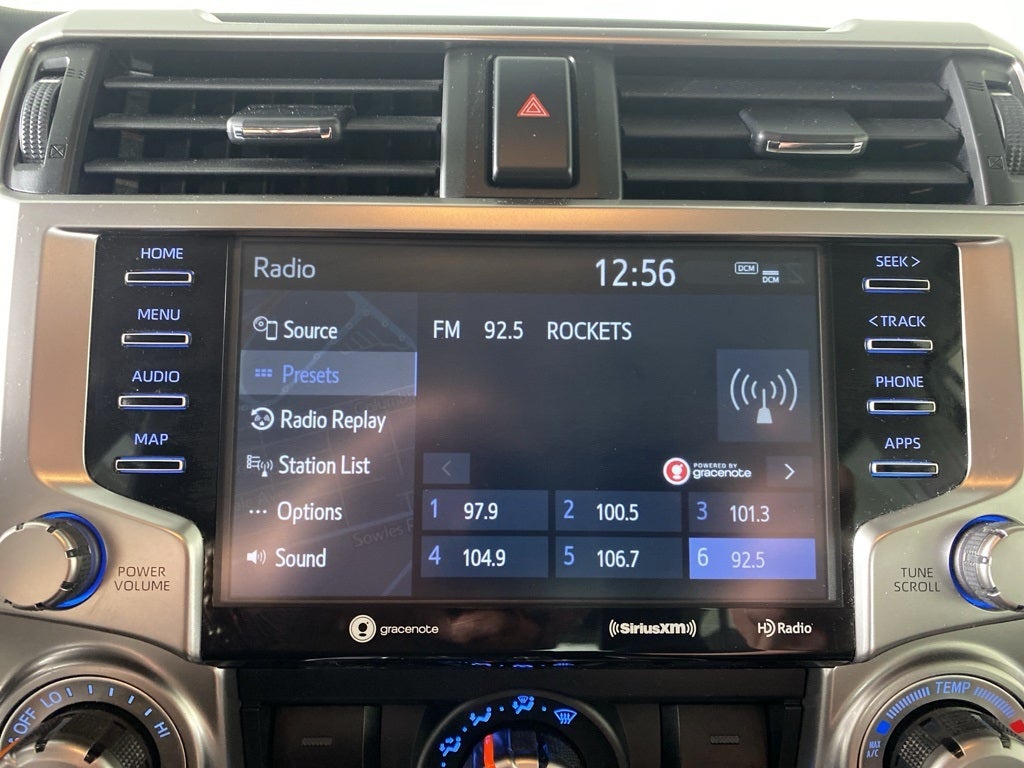 HOME
MENU
AUDIO
MAP
Radio
12:56
DCM
DCM
Source
Presets
Radio Replay
Station List
Options
Sound
FM 92.5 ROCKETS
POWERED BY
gracenote
1 97.9
2 100.5
3 101.3
4 104.9
5 106.7
6 92.5
SEEK >
< TRACK
PHONE
APPS
POWER
VOLUME
TUNE
SCROLL
gracenote
SiriusXM
HD Radio
OFF LO HI
TEMP
MAX
A/C